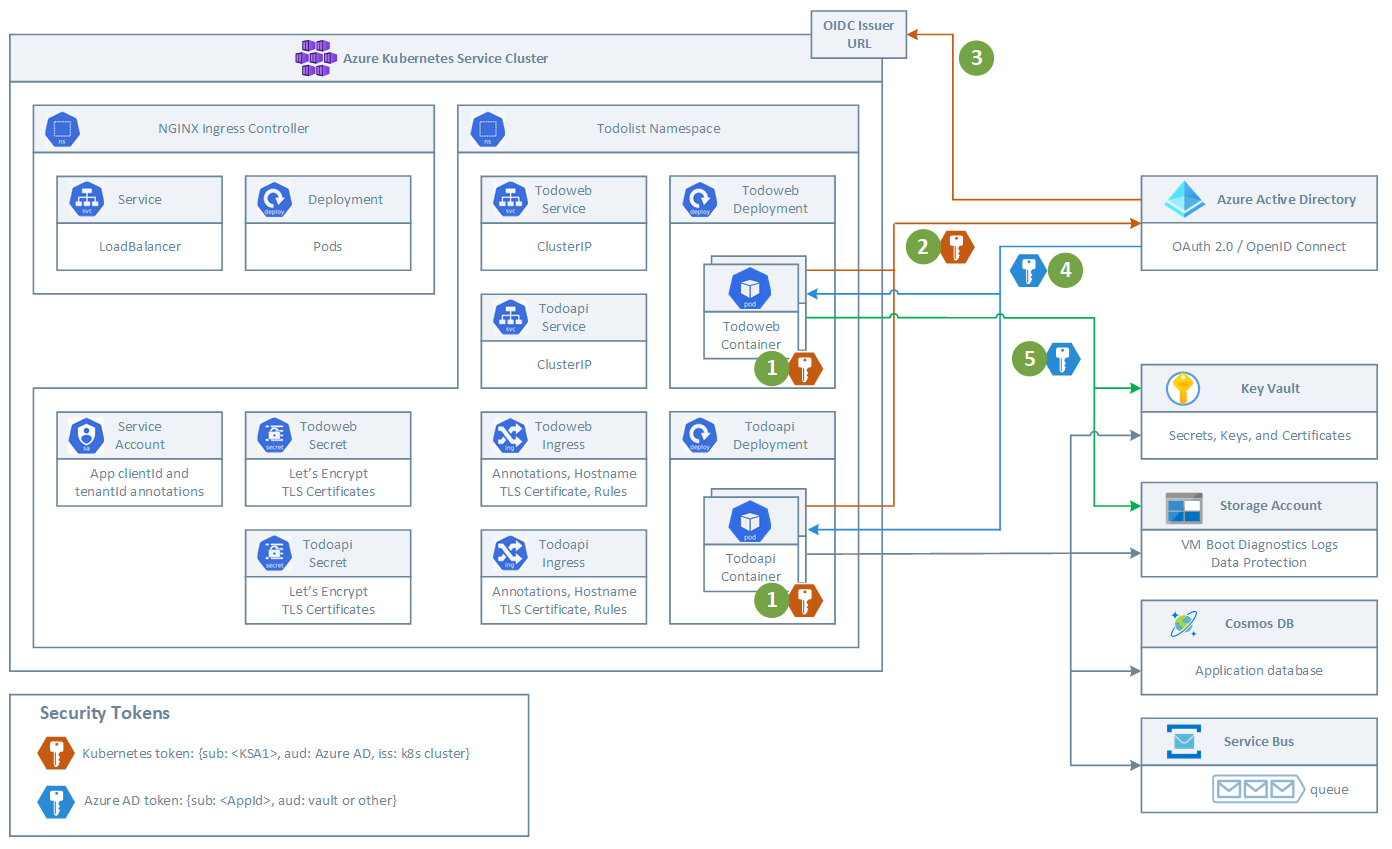 OIDC Issuer
URL
Azure Kubernetes Service Cluster
3
NGINX Ingress Controller
ns
Todolist Namespace
ns
Service
svc
LoadBalancer
Deployment
deploy
Pods
Todoweb
Service
svc
ClusterIP
Todoweb
Deployment
deploy
pod
Todoweb
Container
1
Todoapi
Service
svc
ClusterIP
2
4
5
Azure Active Directory
OAuth 2.0 / OpenID Connect
Key Vault
Secrets, Keys, and Certificates
Service
Account
sa
App clientId and
tenantId annotations
Todoweb
Secret
secret
Let's Encrypt
TLS Certificates
Todoweb
Ingress
ing
Annotations, Hostname
TLS Certificate, Rules
Todoapi
Deployment
deploy
pod
Todoapi
Container
1
Todoapi
Secret
secret
Let's Encrypt
TLS Certificates
Todoapi
Ingress
ing
Annotations, Hostname
TLS Certificate, Rules
Storage Account
VM Boot Diagnostics Logs
Data Protection
Cosmos DB
Application database
Service Bus
queue
Security Tokens
Kubernetes token: {sub: <KSA1>, aud: Azure AD, iss: k8s cluster}
Azure AD token: {sub: <AppId>, aud: vault or other}